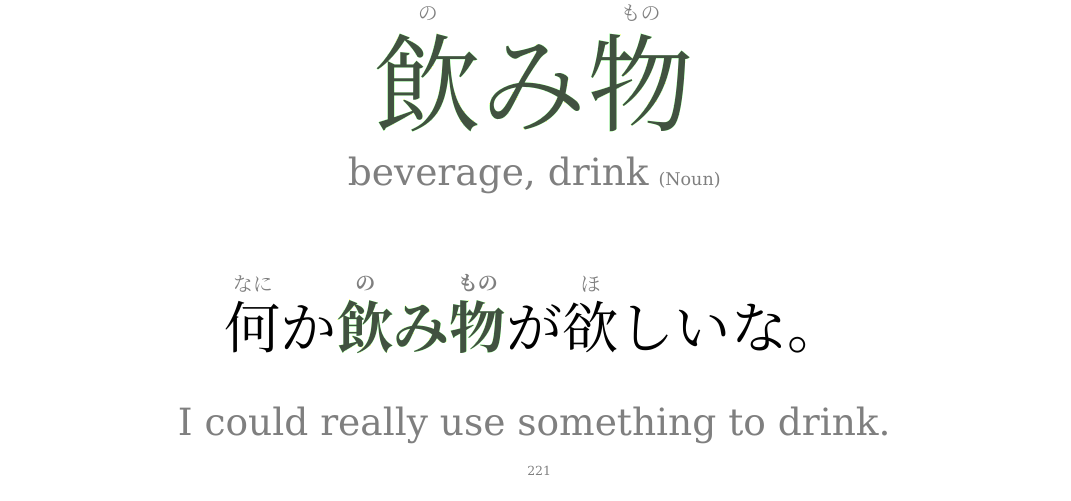 の もの
飲み物
beverage, drink (Noun)
なに の もの ほ
何か飲み物が欲しいな。
I could really use something to drink.
221